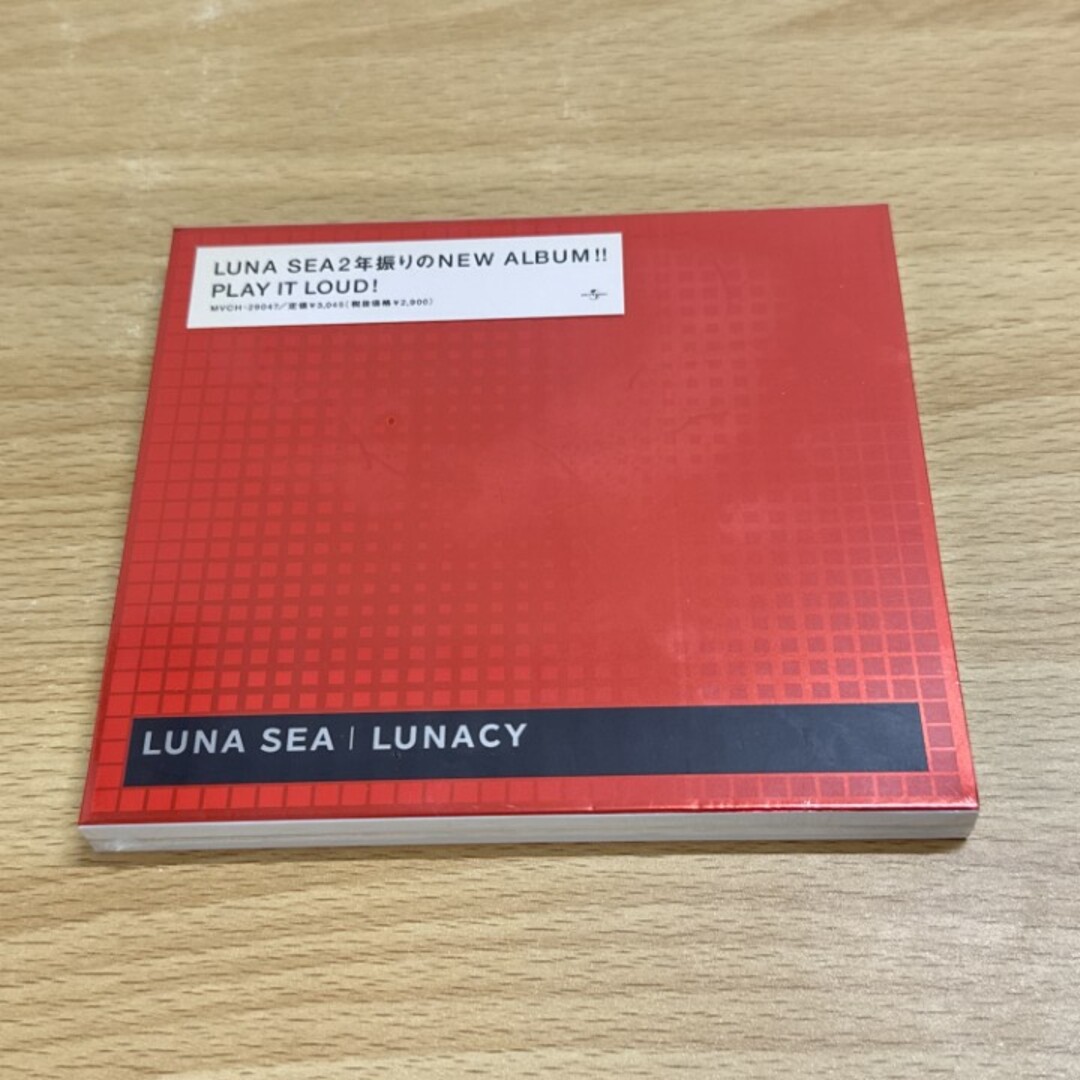 LUNA SEA2年振りのNEW ALBUM!!
PLAY IT LOUD!
MVCH-29047/定価¥3,045(税抜価格¥2,900)
LUNA SEA | LUNACY